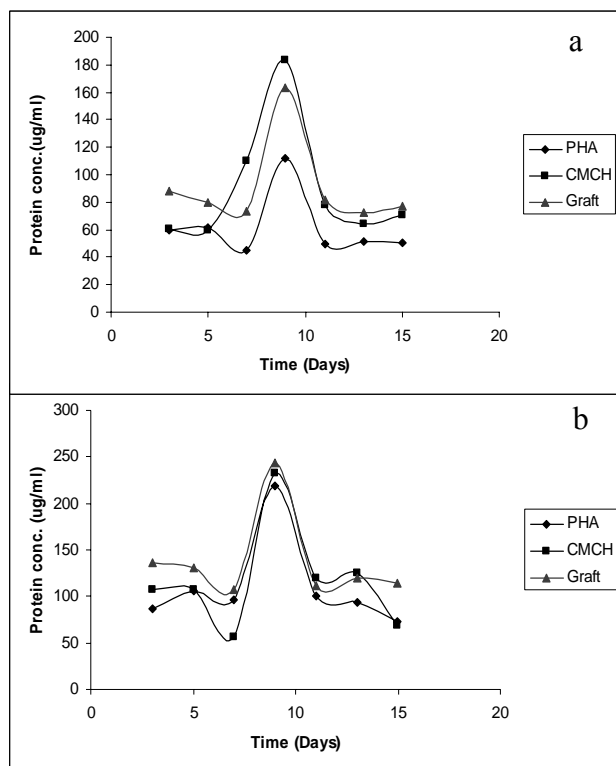 a
Protein conc.(ug/ml)
200
180
160
140
120
100
80
60
40
20
0
0 5 10 15 20
Time (Days)
PHA
CMCH
Graft
b
Protein conc. (ug/ml)
300
250
200
150
100
50
0
0 5 10 15 20
Time (Days)
PHA
CMCH
Graft